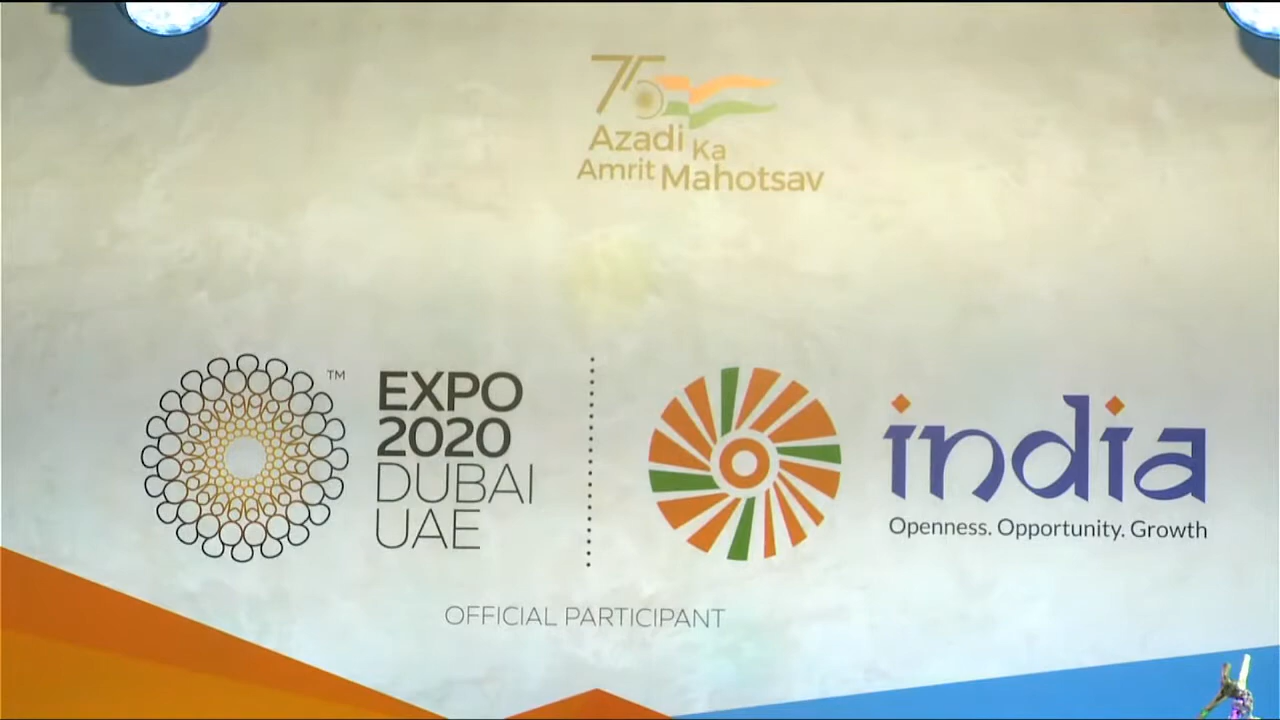 75
Azadi Ka
Amrit Mahotsav
EXPO
2020
DUBAI
UAE
TM
india
Openness. Opportunity. Growth
OFFICIAL PARTICIPANT